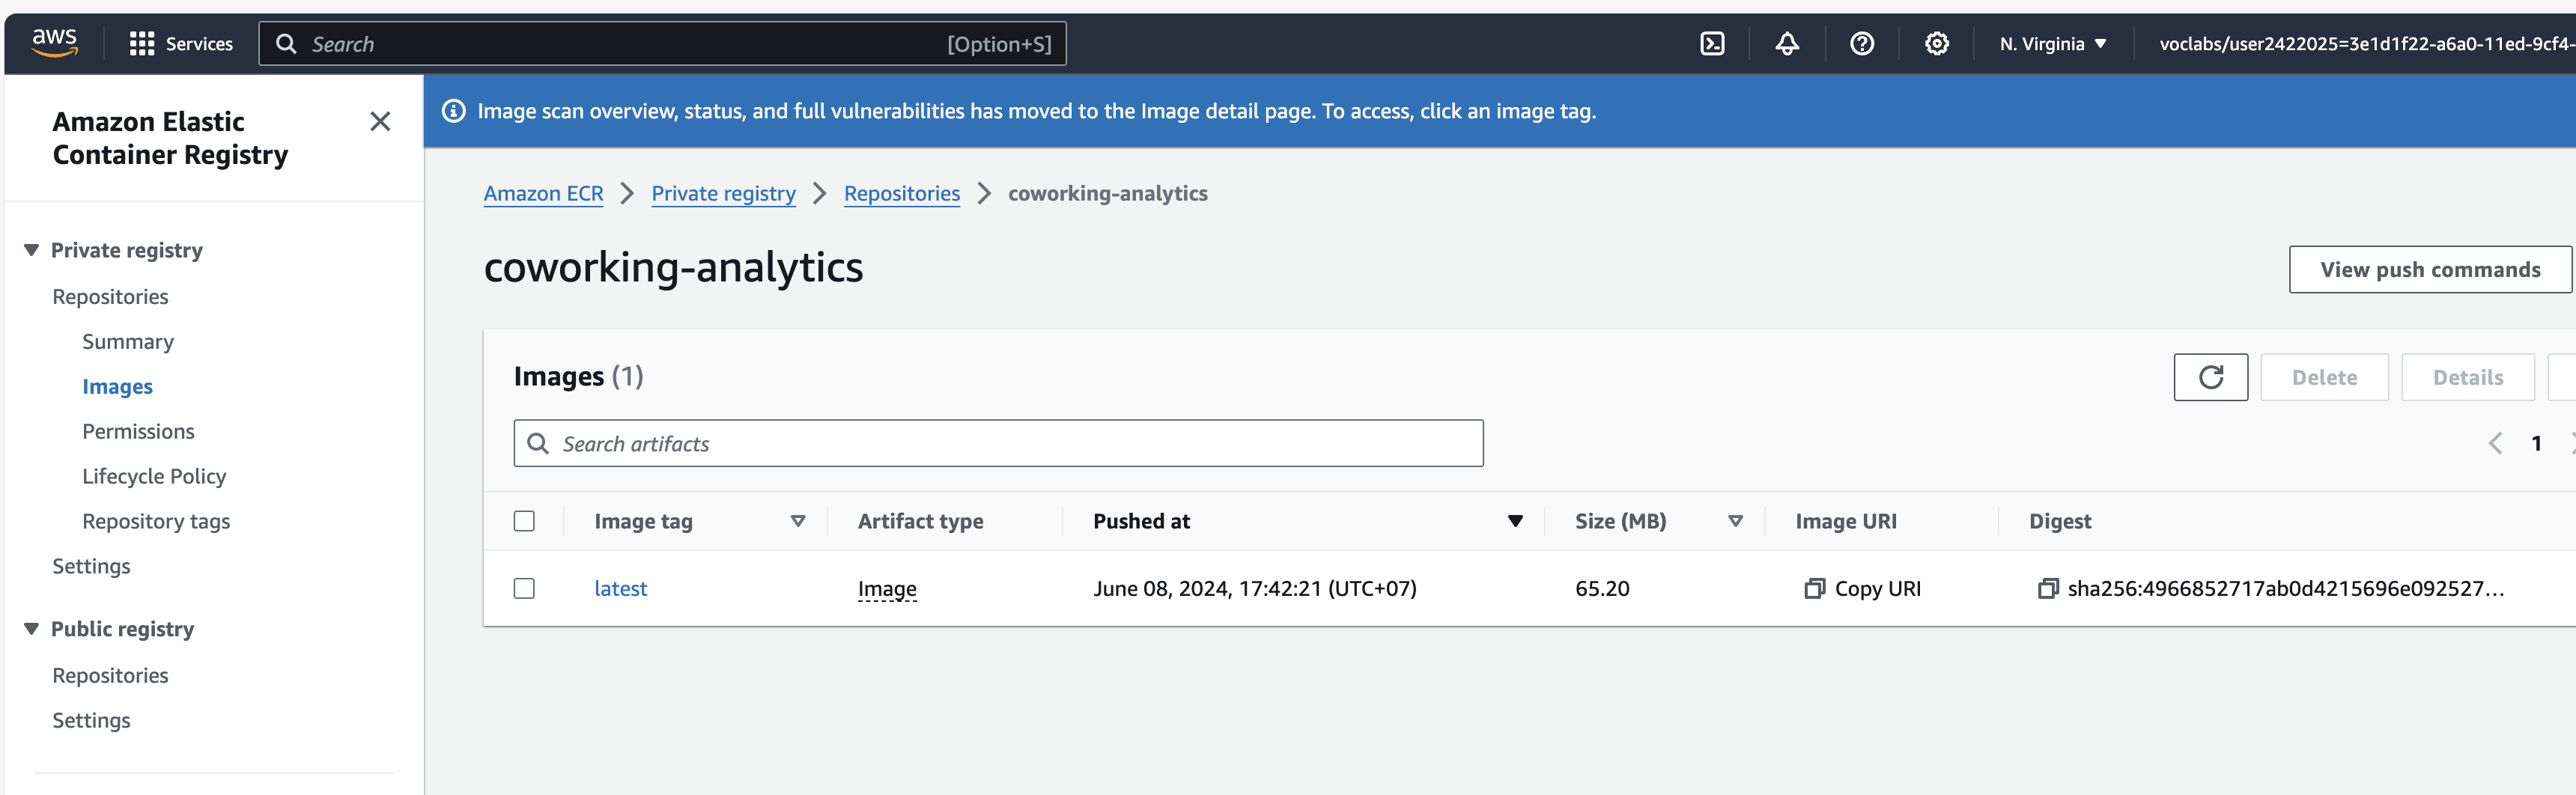 aws Services Search [Option+S] N. Virginia voclabs/user2422025=3e1d1f22-a6a0-11ed-9cf4-
Amazon Elastic
Container Registry
Private registry
Repositories
Summary
Images
Permissions
Lifecycle Policy
Repository tags
Settings
Public registry
Repositories
Settings
Image scan overview, status, and full vulnerabilities has moved to the Image detail page. To access, click an image tag.
Amazon ECR Private registry Repositories coworking-analytics
coworking-analytics
View push commands
Images (1)
Delete Details
Search artifacts
1
Image tag Artifact type Pushed at Size (MB) Image URI Digest
latest Image June 08, 2024, 17:42:21 (UTC+07) 65.20 Copy URI sha256:4966852717ab0d4215696e092527...